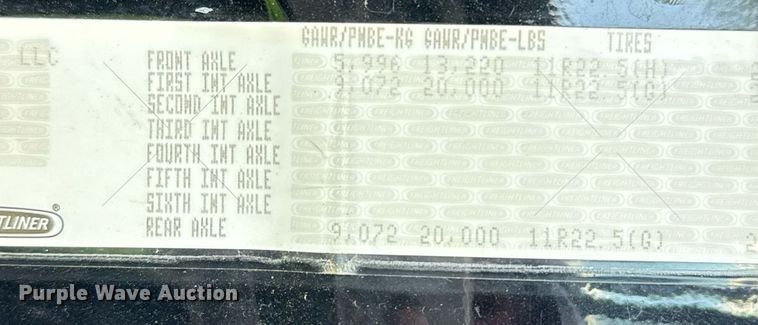 GAWR/PNBE-KG GAWR/PNBE-LBS TIRES
LLC FRONT AXLE 5,996 13,220 11R22.5(H)
FIRST INT AXLE 9,072 20,000 11R22.5(G)
SECOND INT AXLE
THIRD INT AXLE
FOURTH INT AXLE
FIFTH INT AXLE
SIXTH INT AXLE
REAR AXLE 9,072 20,000 11R22.5(G)
TLINER®
Purple Wave Auction